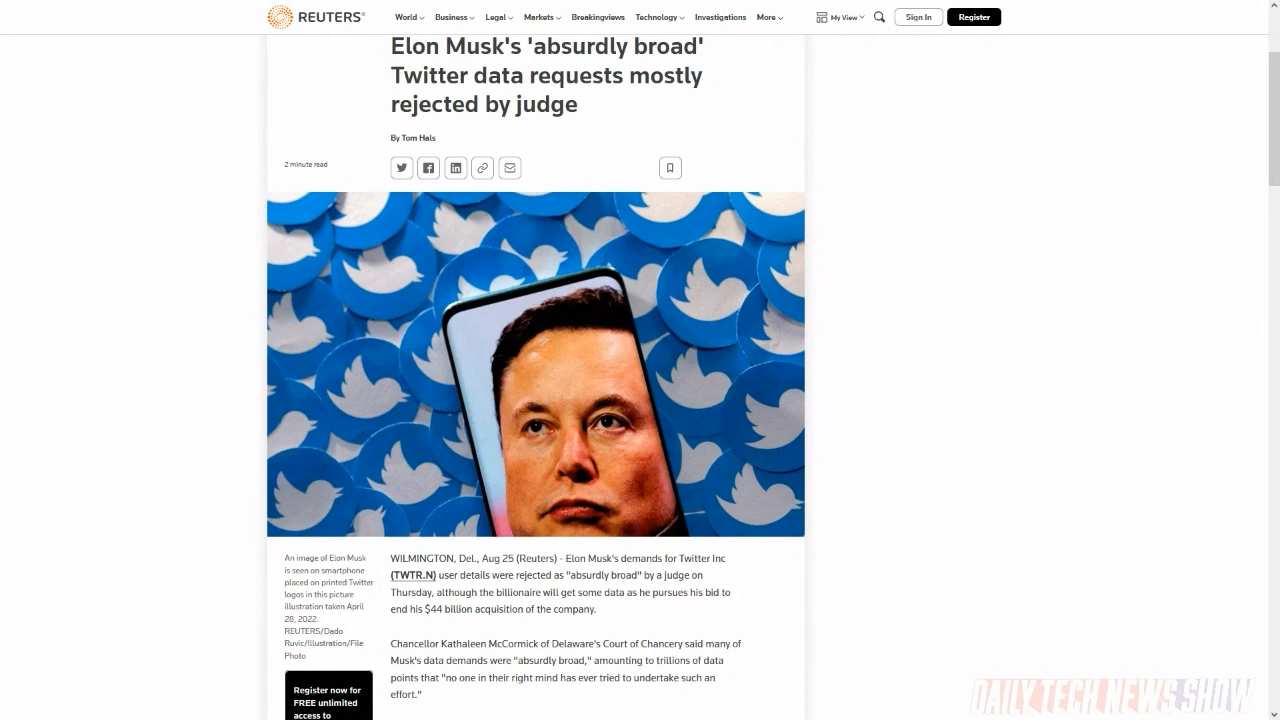 REUTERS®
World Business Legal Markets Breakingviews Technology Investigations More My View Sign In Register
Elon Musk's 'absurdly broad'
Twitter data requests mostly
rejected by judge
By Tom Hals
2 minute read
An image of Elon Musk
is seen on smartphone
placed on printed Twitter
logos in this picture
illustration taken April
28, 2022.
REUTERS/Dado
Ruvic/Illustration/File
Photo
Register now for
FREE unlimited
access to
WILMINGTON, Del., Aug 25 (Reuters) - Elon Musk's demands for Twitter Inc
(TWTR.N) user details were rejected as "absurdly broad" by a judge on
Thursday, although the billionaire will get some data as he pursues his bid to
end his $44 billion acquisition of the company.
Chancellor Kathaleen McCormick of Delaware's Court of Chancery said many of
Musk's data demands were "absurdly broad," amounting to trillions of data
points that "no one in their right mind has ever tried to undertake such an
effort."
DAILY TECH NEWS SHOW